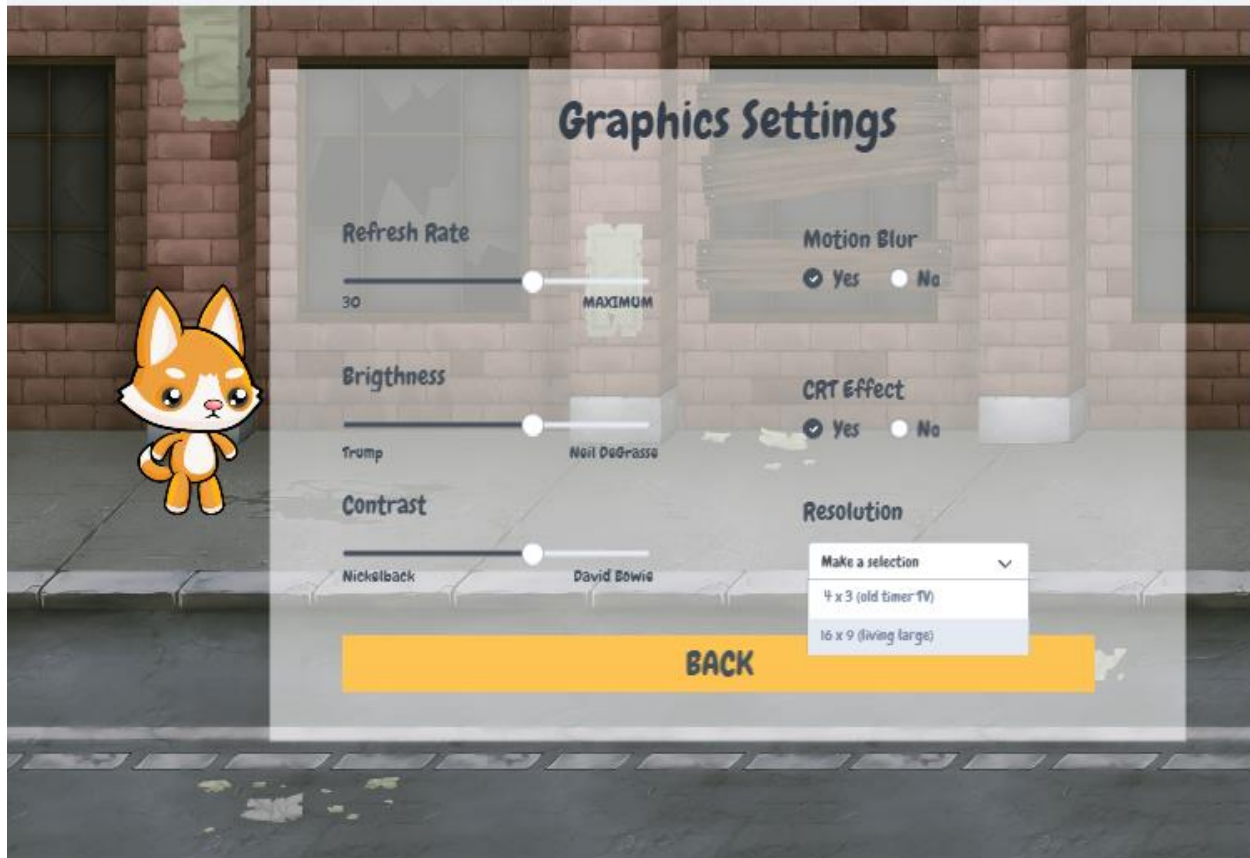 Graphics Settings
Refresh Rate
30 MAXIMUM
Motion Blur
Yes No
Brigthness
Trump Neil DeGrasse
CRT Effect
Yes No
Contrast
Nickelback David Bowie
Resolution
Make a selection
4 x 3 (old timer TV)
16 x 9 (living large)
BACK